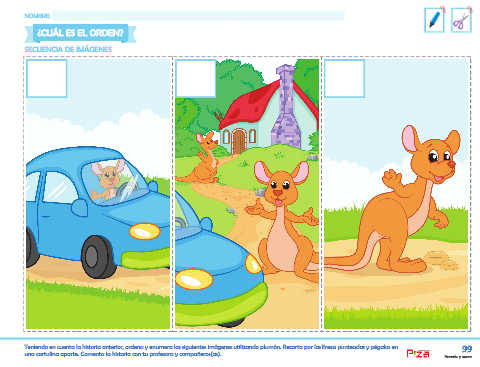 NOMBRE:
¿CUÁL ES EL ORDEN?
SECUENCIA DE IMÁGENES
Teniendo en cuenta la historia anterior, ordena y enumera las siguientes imágenes utilizando plumón. Recorta por las líneas punteadas y pégalas en
una cartulina aparte. Comenta la historia con tu profesora y compañeros(as).
99